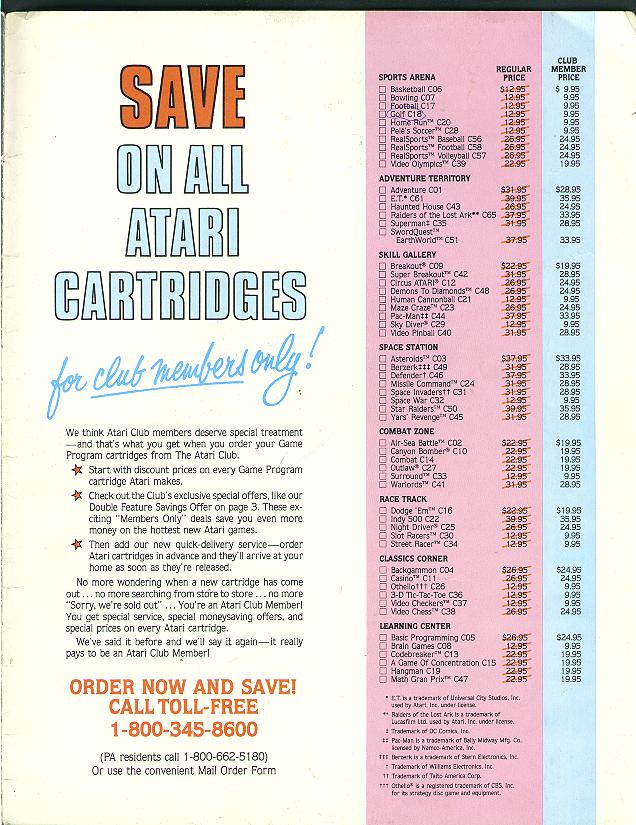 SAVE
ON ALL
ATARI
CARTRIDGES
for club members only!
We think Atari Club members deserve special treatment
—and that's what you get when you order your Game
Program cartridges from The Atari Club.
Start with discount prices on every Game Program
cartridge Atari makes.
Check out the Club's exclusive special offers, like our
Double Feature Savings Offer on page 3. These ex-
citing "Members Only" deals save you even more
money on the hottest new Atari games.
Then add our new quick-delivery service—order
Atari cartridges in advance and they'll arrive at your
home as soon as they're released.
No more wondering when a new cartridge has come
out . . . no more searching from store to store . . . no more
"Sorry, we're sold out" . . . You're an Atari Club Member!
You get special service, special moneysaving offers, and
special prices on every Atari cartridge.
We've said it before and we'll say it again—it really
pays to be an Atari Club Member!
ORDER NOW AND SAVE!
CALL TOLL-FREE
1-800-345-8600
(PA residents call 1-800-662-5180)
Or use the convenient Mail Order Form
SPORTS ARENA REGULAR PRICE CLUB MEMBER PRICE
Basketball C06 $12.95 $ 9.95
Bowling C07 12.95 9.95
Football C17 12.95 9.95
Golf C18 12.95 9.95
Home Run™ C20 12.95 9.95
Pelé's Soccer™ C28 12.95 9.95
RealSports™ Baseball C56 26.95 24.95
RealSports™ Football C58 26.95 24.95
RealSports™ Volleyball C57 26.95 24.95
Video Olympics™ C39 22.95 19.95
ADVENTURE TERRITORY
Adventure C01 $31.95 $28.95
E.T.* C61 39.95 35.95
Haunted House C43 26.95 24.95
Raiders of the Lost Ark** C65 37.95 33.95
Superman‡ C35 31.95 28.95
SwordQuest™
EarthWorld™ C51 37.95 33.95
SKILL GALLERY
Breakout® C09 $22.95 $19.95
Super Breakout™ C42 31.95 28.95
Circus ATARI® C12 26.95 24.95
Demons To Diamonds™ C48 26.95 24.95
Human Cannonball C21 12.95 9.95
Maze Craze™ C23 26.95 24.95
Pac-Man‡‡ C44 37.95 33.95
Sky Diver® C29 12.95 9.95
Video Pinball C40 31.95 28.95
SPACE STATION
Asteroids™ C03 $37.95 $33.95
Berzerk‡‡‡ C49 31.95 28.95
Defender† C46 37.95 33.95
Missile Command™ C24 31.95 28.95
Space Invaders†† C31 31.95 28.95
Space War C32 12.95 9.95
Star Raiders™ C50 39.95 35.95
Yars' Revenge™ C45 31.95 28.95
COMBAT ZONE
Air-Sea Battle™ C02 $22.95 $19.95
Canyon Bomber® C10 22.95 19.95
Combat C14 22.95 19.95
Outlaw® C27 22.95 19.95
Surround™ C33 12.95 9.95
Warlords™ C41 31.95 28.95
RACE TRACK
Dodge 'Em™ C16 $22.95 $19.95
Indy 500 C22 39.95 35.95
Night Driver® C25 26.95 24.95
Slot Racers™ C30 12.95 9.95
Street Racer™ C34 12.95 9.95
CLASSICS CORNER
Backgammon C04 $26.95 $24.95
Casino™ C11 26.95 24.95
Othello††† C26 12.95 9.95
3-D Tic-Tac-Toe C36 12.95 9.95
Video Checkers™ C37 12.95 9.95
Video Chess™ C38 26.95 24.95
LEARNING CENTER
Basic Programming C05 $26.95 $24.95
Brain Games C08 12.95 9.95
Codebreaker™ C13 22.95 19.95
A Game Of Concentration C15 22.95 19.95
Hangman C19 22.95 19.95
Math Gran Prix™ C47 22.95 19.95
* E.T. is a trademark of Universal City Studios, Inc.
used by Atari, Inc. under license.
** Raiders of the Lost Ark is a trademark of
Lucasfilm Ltd. used by Atari, Inc. under license.
‡ Trademark of DC Comics, Inc.
‡‡ Pac-Man is a trademark of Bally Midway Mfg. Co.
licensed by Namco-America, Inc.
‡‡‡ Berzerk is a trademark of Stern Electronics, Inc.
† Trademark of Williams Electronics, Inc.
†† Trademark of Taito America Corp.
††† Othello® is a registered trademark of CBS, Inc.
for its strategy disc game and equipment.